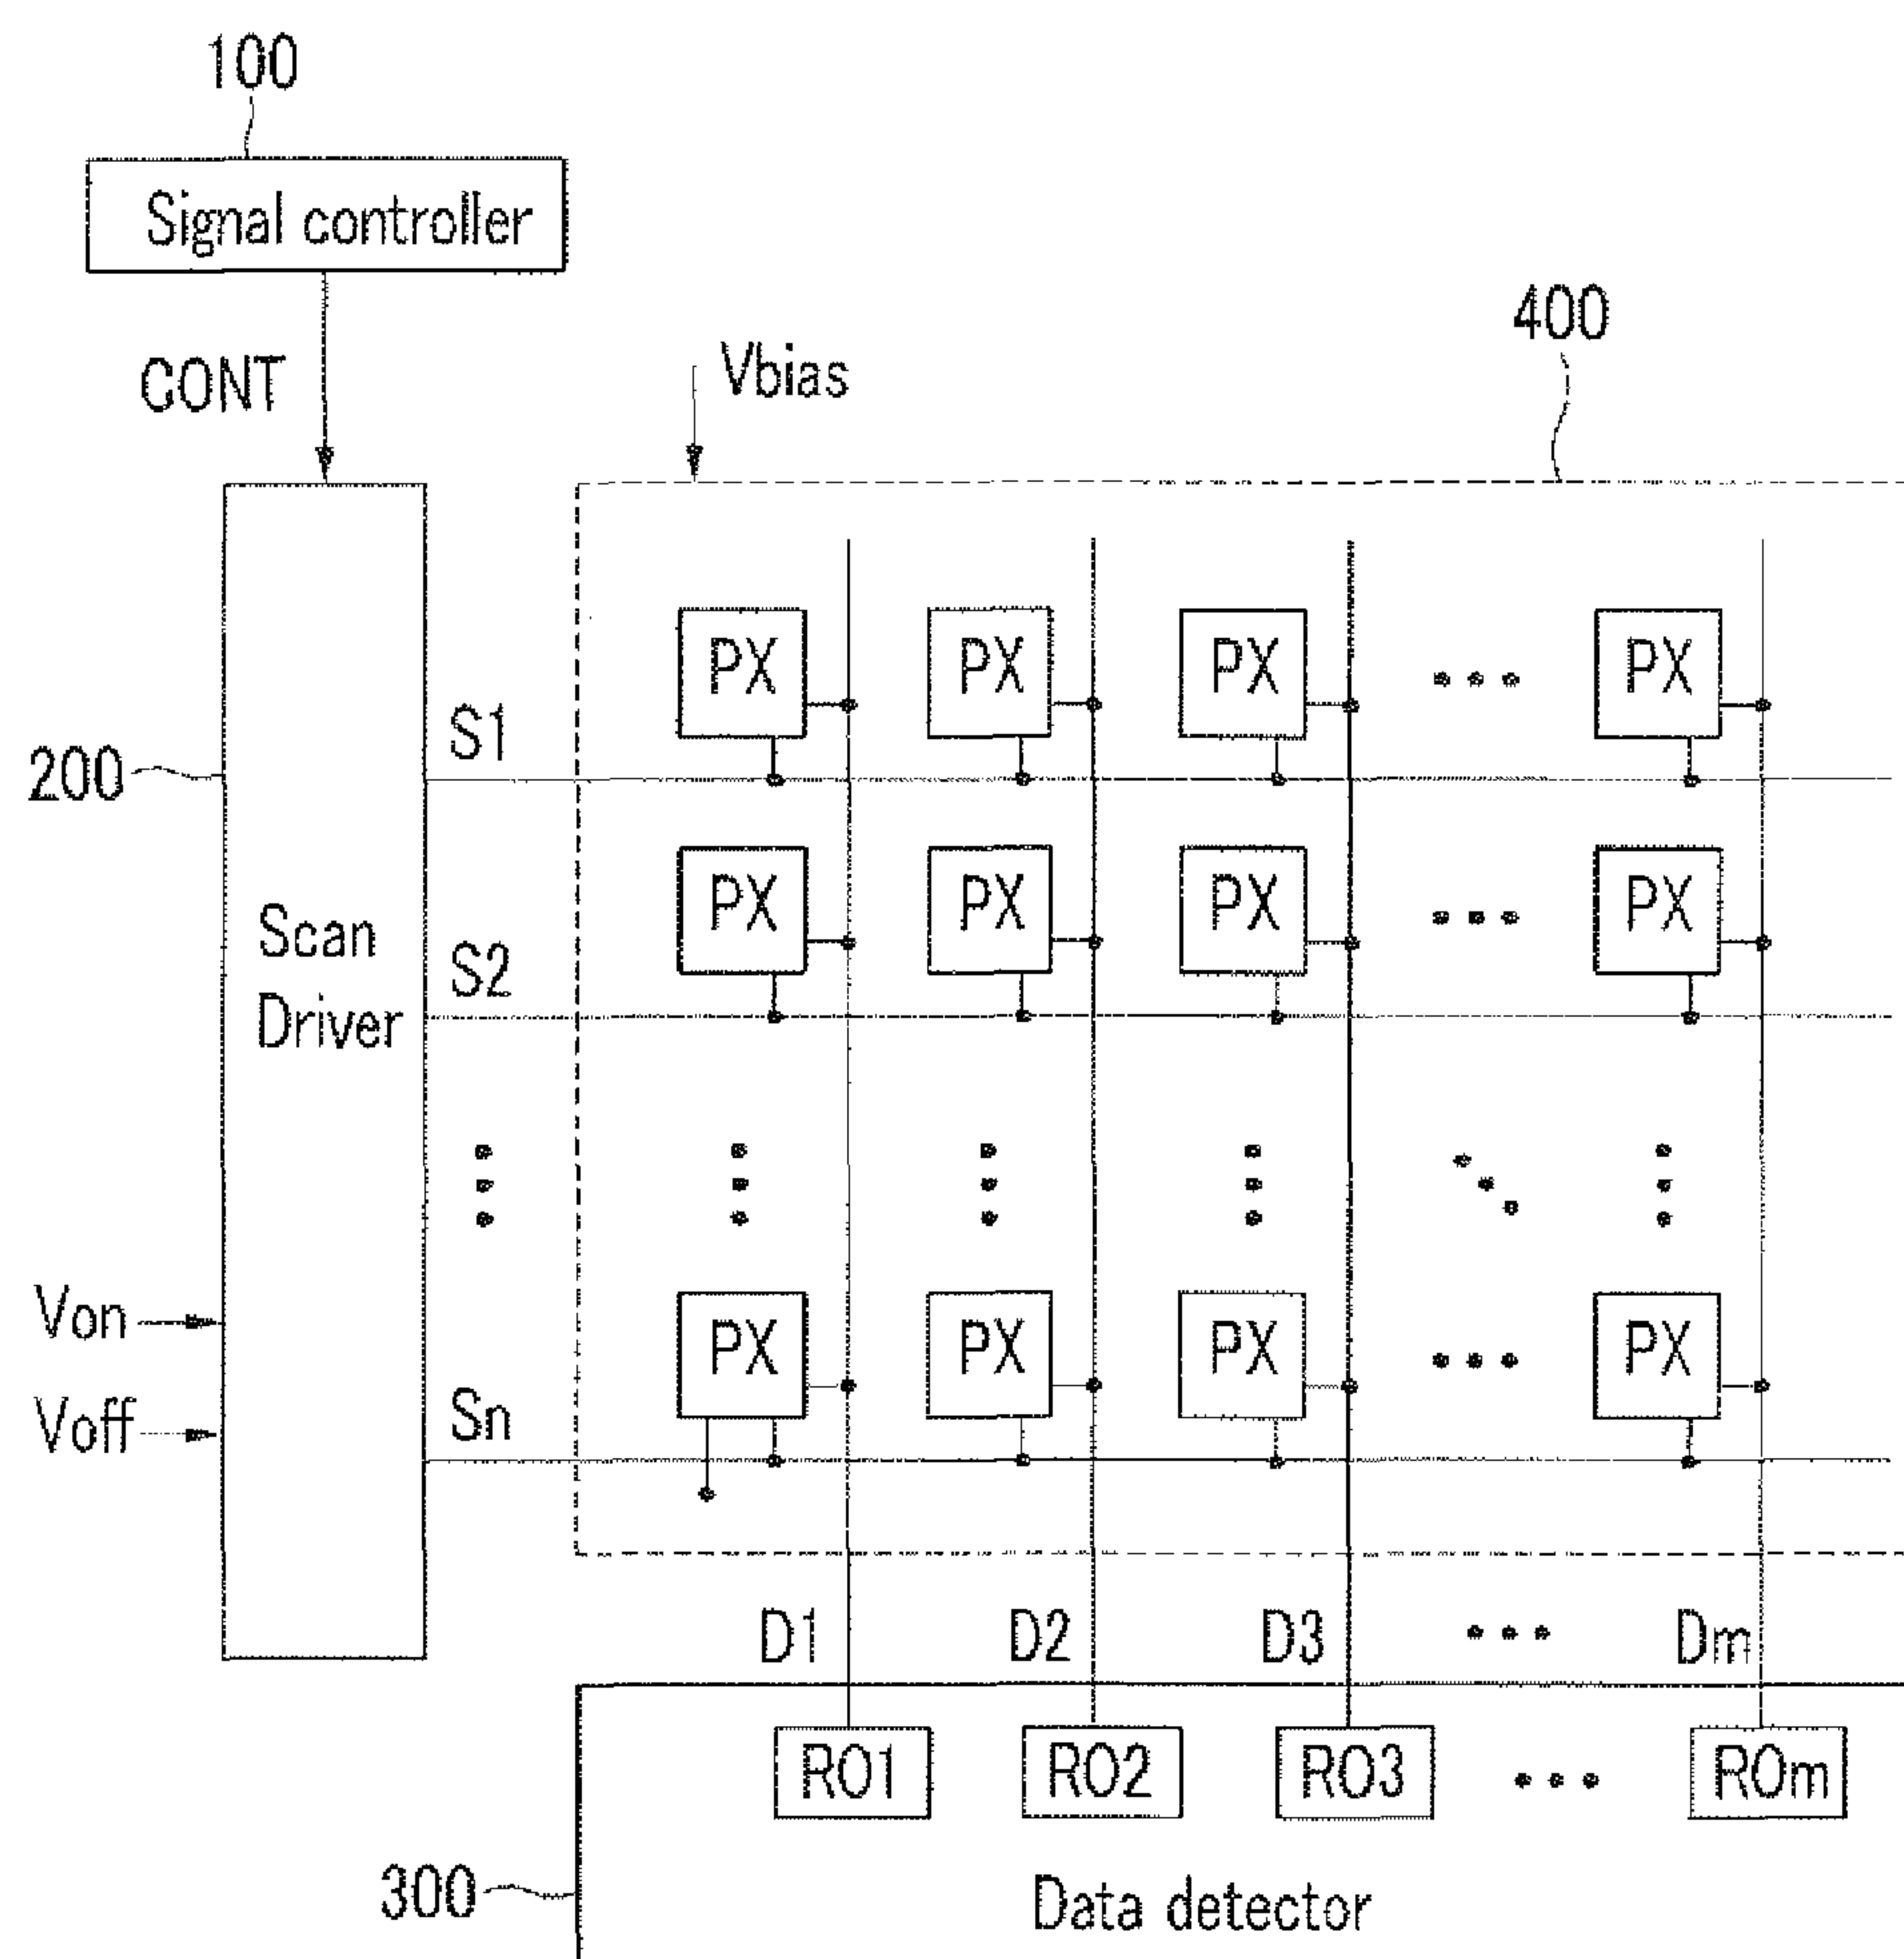 100
Signal controller
CONT
Vbias
400
PX PX PX ... PX
S1
200
PX PX PX ... PX
Scan
Driver
S2
Von
PX PX PX ... PX
Voff
Sn
D1 D2 D3 ... Dm
RO1 RO2 RO3 ... ROm
300
Data detector